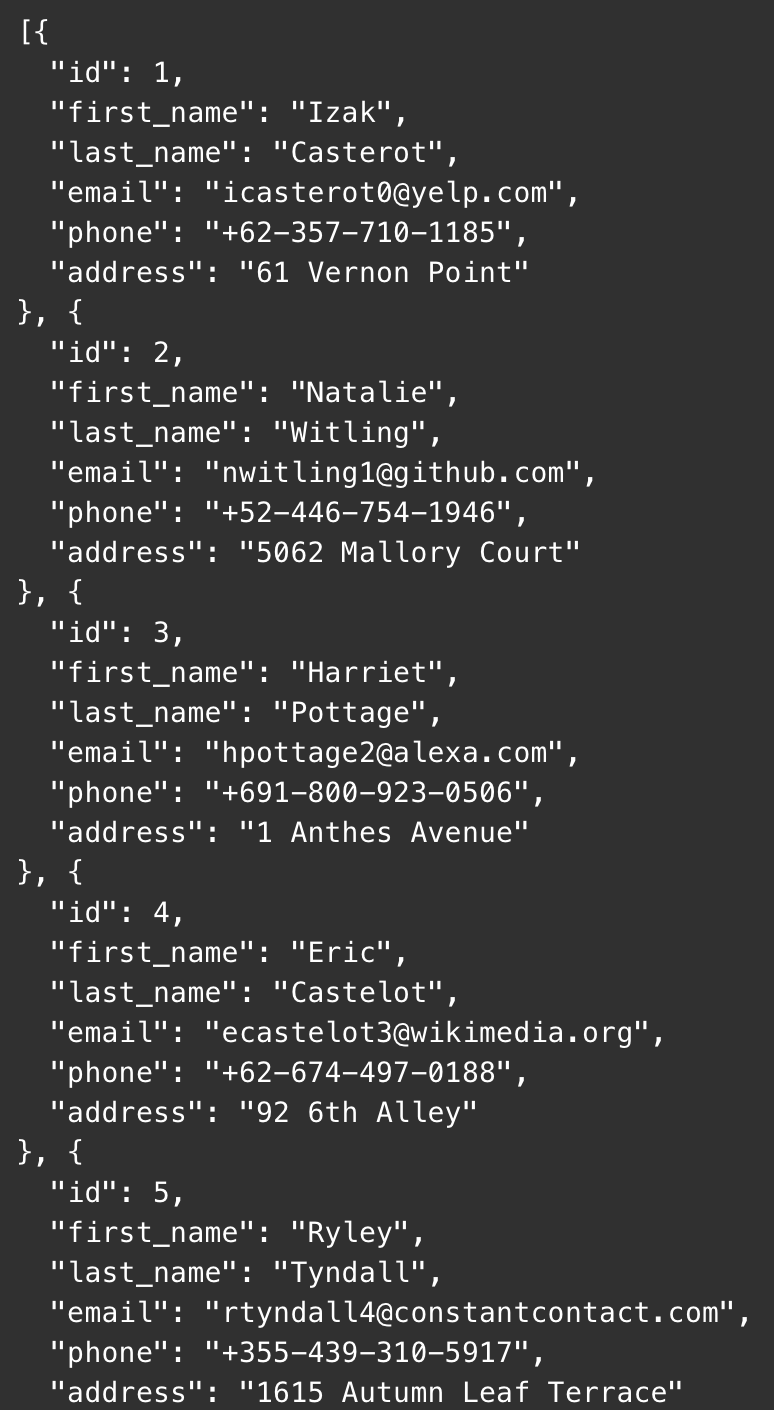 [{
  "id": 1,
  "first_name": "Izak",
  "last_name": "Casterot",
  "email": "icasterot0@yelp.com",
  "phone": "+62-357-710-1185",
  "address": "61 Vernon Point"
}, {
  "id": 2,
  "first_name": "Natalie",
  "last_name": "Witling",
  "email": "nwitling1@github.com",
  "phone": "+52-446-754-1946",
  "address": "5062 Mallory Court"
}, {
  "id": 3,
  "first_name": "Harriet",
  "last_name": "Pottage",
  "email": "hpottage2@alexa.com",
  "phone": "+691-800-923-0506",
  "address": "1 Anthes Avenue"
}, {
  "id": 4,
  "first_name": "Eric",
  "last_name": "Castelot",
  "email": "ecastelot3@wikimedia.org",
  "phone": "+62-674-497-0188",
  "address": "92 6th Alley"
}, {
  "id": 5,
  "first_name": "Ryley",
  "last_name": "Tyndall",
  "email": "rtyndall4@constantcontact.com",
  "phone": "+355-439-310-5917",
  "address": "1615 Autumn Leaf Terrace"